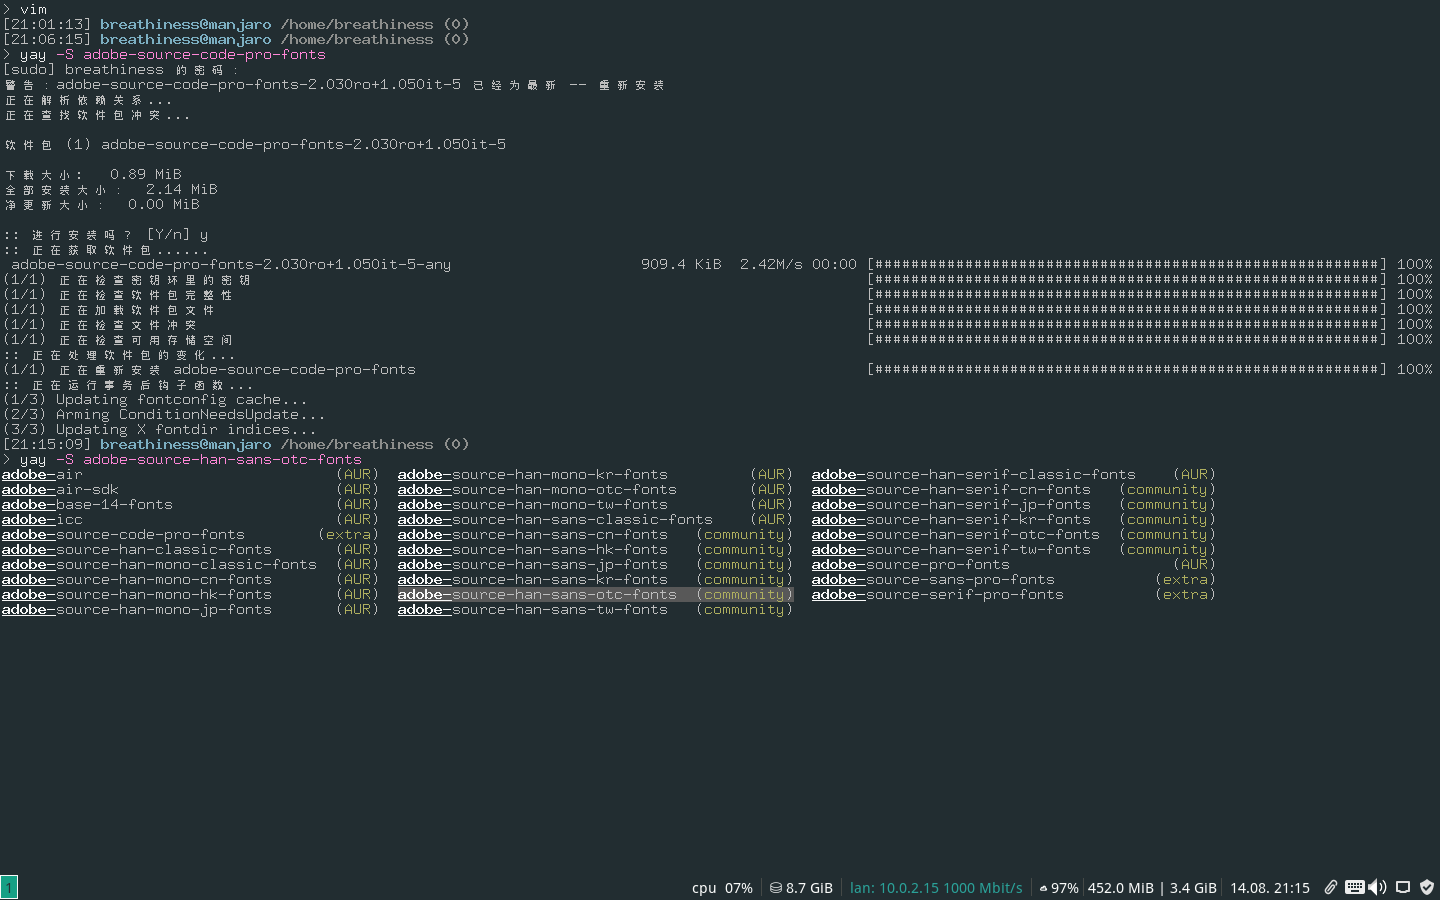 > vim
[21:01:13] breathiness@manjaro /home/breathiness (0)
[21:06:15] breathiness@manjaro /home/breathiness (0)
> yay -S adobe-source-code-pro-fonts
[sudo] breathiness 的密码：
警告：adobe-source-code-pro-fonts-2.030ro+1.050it-5 已经为最新 -- 重新安装
正在解析依赖关系...
正在查找软件包冲突...
软件包 (1) adobe-source-code-pro-fonts-2.030ro+1.050it-5
下载大小:   0.89 MiB
全部安装大小：  2.14 MiB
净更新大小：  0.00 MiB
:: 进行安装吗？ [Y/n] y
:: 正在获取软件包......
adobe-source-code-pro-fonts-2.030ro+1.050it-5-any 909.4 KiB 2.42M/s 00:00 [########################################################] 100%
(1/1) 正在检查密钥环里的密钥 [########################################################] 100%
(1/1) 正在检查软件包完整性 [########################################################] 100%
(1/1) 正在加载软件包文件 [########################################################] 100%
(1/1) 正在检查文件冲突 [########################################################] 100%
(1/1) 正在检查可用存储空间 [########################################################] 100%
:: 正在处理软件包的变化...
(1/1) 正在重新安装 adobe-source-code-pro-fonts [########################################################] 100%
:: 正在运行事务后钩子函数...
(1/3) Updating fontconfig cache...
(2/3) Arming ConditionNeedsUpdate...
(3/3) Updating X fontdir indices...
[21:15:09] breathiness@manjaro /home/breathiness (0)
> yay -S adobe-source-han-sans-otc-fonts
adobe-air (AUR) adobe-source-han-mono-kr-fonts (AUR) adobe-source-han-serif-classic-fonts (AUR)
adobe-air-sdk (AUR) adobe-source-han-mono-otc-fonts (AUR) adobe-source-han-serif-cn-fonts (community)
adobe-base-14-fonts (AUR) adobe-source-han-mono-tw-fonts (AUR) adobe-source-han-serif-jp-fonts (community)
adobe-icc (AUR) adobe-source-han-sans-classic-fonts (AUR) adobe-source-han-serif-kr-fonts (community)
adobe-source-code-pro-fonts (extra) adobe-source-han-sans-cn-fonts (community) adobe-source-han-serif-otc-fonts (community)
adobe-source-han-classic-fonts (AUR) adobe-source-han-sans-hk-fonts (community) adobe-source-han-serif-tw-fonts (community)
adobe-source-han-mono-classic-fonts (AUR) adobe-source-han-sans-jp-fonts (community) adobe-source-pro-fonts (AUR)
adobe-source-han-mono-cn-fonts (AUR) adobe-source-han-sans-kr-fonts (community) adobe-source-sans-pro-fonts (extra)
adobe-source-han-mono-hk-fonts (AUR) adobe-source-han-sans-otc-fonts (community) adobe-source-serif-pro-fonts (extra)
adobe-source-han-mono-jp-fonts (AUR) adobe-source-han-sans-tw-fonts (community)
1 cpu 07% 8.7 GiB lan: 10.0.2.15 1000 Mbit/s 97% 452.0 MiB | 3.4 GiB 14.08. 21:15